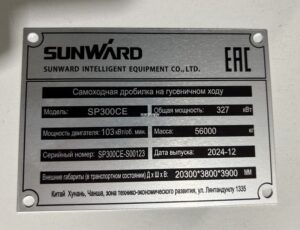 SUNWARD
SUNWARD INTELLIGENT EQUIPMENT CO., LTD.
EAC
Самоходная дробилка на гусеничном ходу
Модель: SP300CE Общая мощность: 327 кВт
Мощность двигателя: 103 кВт/об. мин. Масса: 56000 кг
Серийный номер: SP300CE-S00123 Дата выпуска: 2024-12
Внешние габариты (в транспортном состоянии) Д x Ш x В: 20300*3800*3900 ММ
Китай Хунань, Чанша, зона технико-экономического развития, ул. Лянтандулу 1335